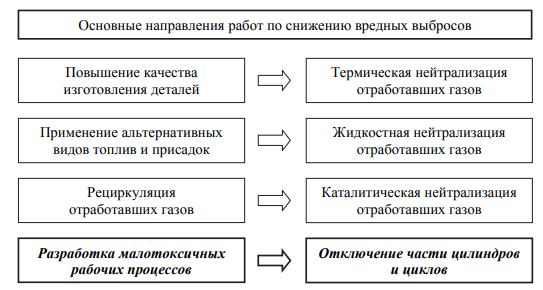 Основные направления работ по снижению вредных выбросов
Повышение качества
изготовления деталей
Термическая нейтрализация
отработавших газов
Применение альтернативных
видов топлив и присадок
Жидкостная нейтрализация
отработавших газов
Рециркуляция
отработавших газов
Каталитическая нейтрализация
отработавших газов
Разработка малотоксичных
рабочих процессов
Отключение части цилиндров
и циклов